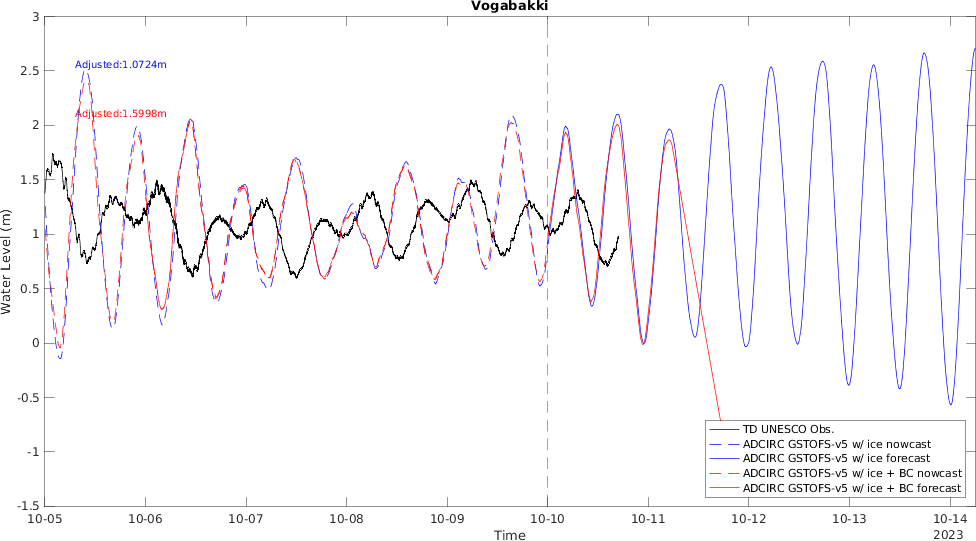 Vogabakki
3
2.5
2
1.5
1
0.5
0
-0.5
-1
-1.5
Water Level (m)
Adjusted:1.0724m
Adjusted:1.5998m
TD UNESCO Obs.
ADCIRC GSTOFS-v5 w/ ice nowcast
ADCIRC GSTOFS-v5 w/ ice forecast
ADCIRC GSTOFS-v5 w/ ice + BC nowcast
ADCIRC GSTOFS-v5 w/ ice + BC forecast
10-05 10-06 10-07 10-08 10-09 10-10 10-11 10-12 10-13 10-14
Time
2023